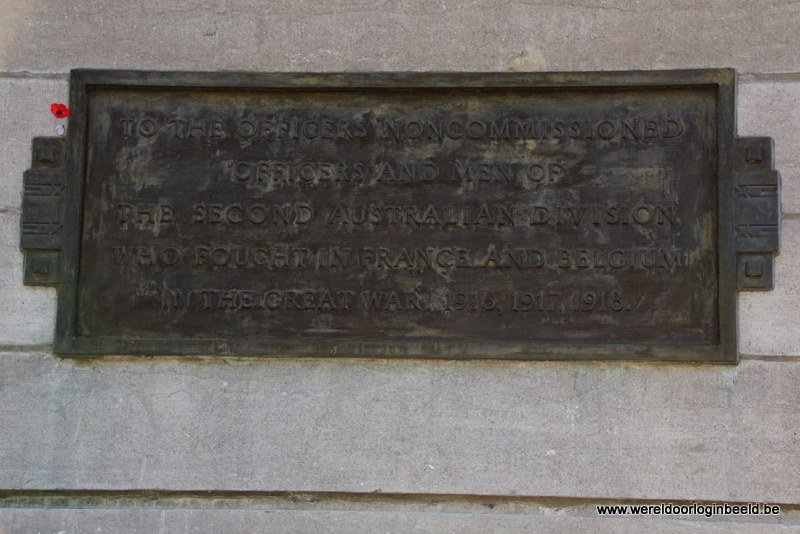 TO THE OFFICERS NONCOMMISSIONED
OFFICERS AND MEN OF
THE SECOND AUSTRALIAN DIVISION,
WHO FOUGHT IN FRANCE AND BELGIUM
IN THE GREAT WAR, 1916, 1917, 1918.
www.wereldoorloginbeeld.be